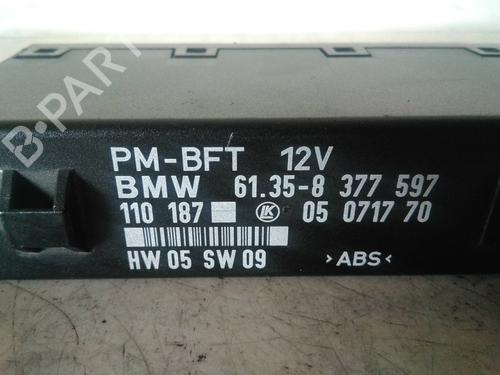 B-PARTS
PM-BFT 12V
BMW 61.35-8 377 597
110 187 LK 05 0717 70
HW 05 SW 09 >ABS<